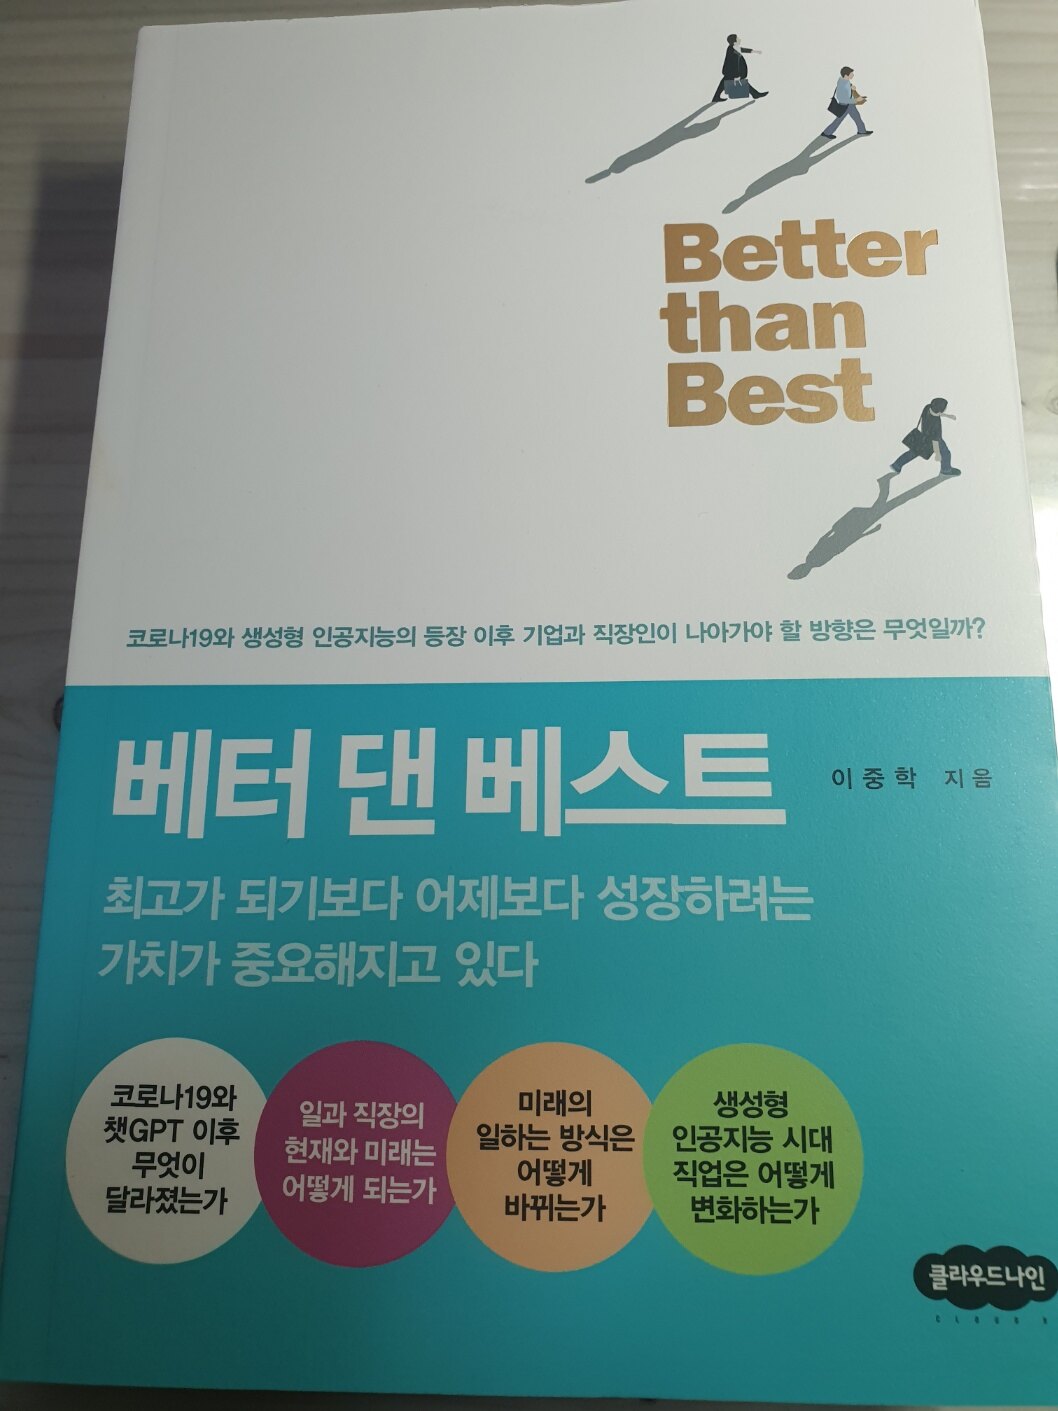 Better
than
Best
코로나19와 생성형 인공지능의 등장 이후 기업과 직장인이 나아가야 할 방향은 무엇일까?
베터 댄 베스트
이중학 지음
최고가 되기보다 어제보다 성장하려는
가치가 중요해지고 있다
코로나19와
챗GPT 이후
무엇이
달라졌는가
일과 직장의
현재와 미래는
어떻게 되는가
미래의
일하는 방식은
어떻게
바뀌는가
생성형
인공지능 시대
직업은 어떻게
변화하는가
클라우드나인